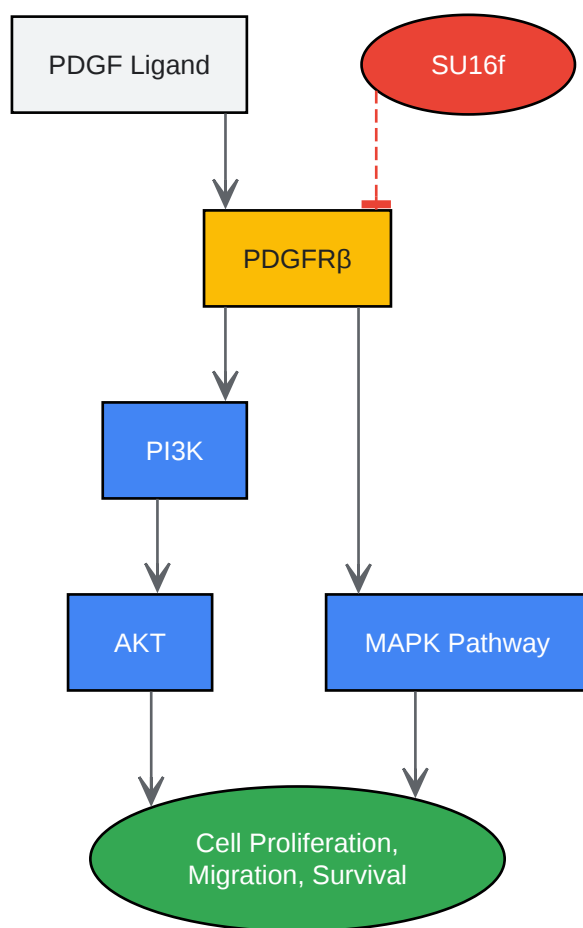 PDGF Ligand
SU16f
PDGFRβ
PI3K
AKT
MAPK Pathway
Cell Proliferation,
Migration, Survival